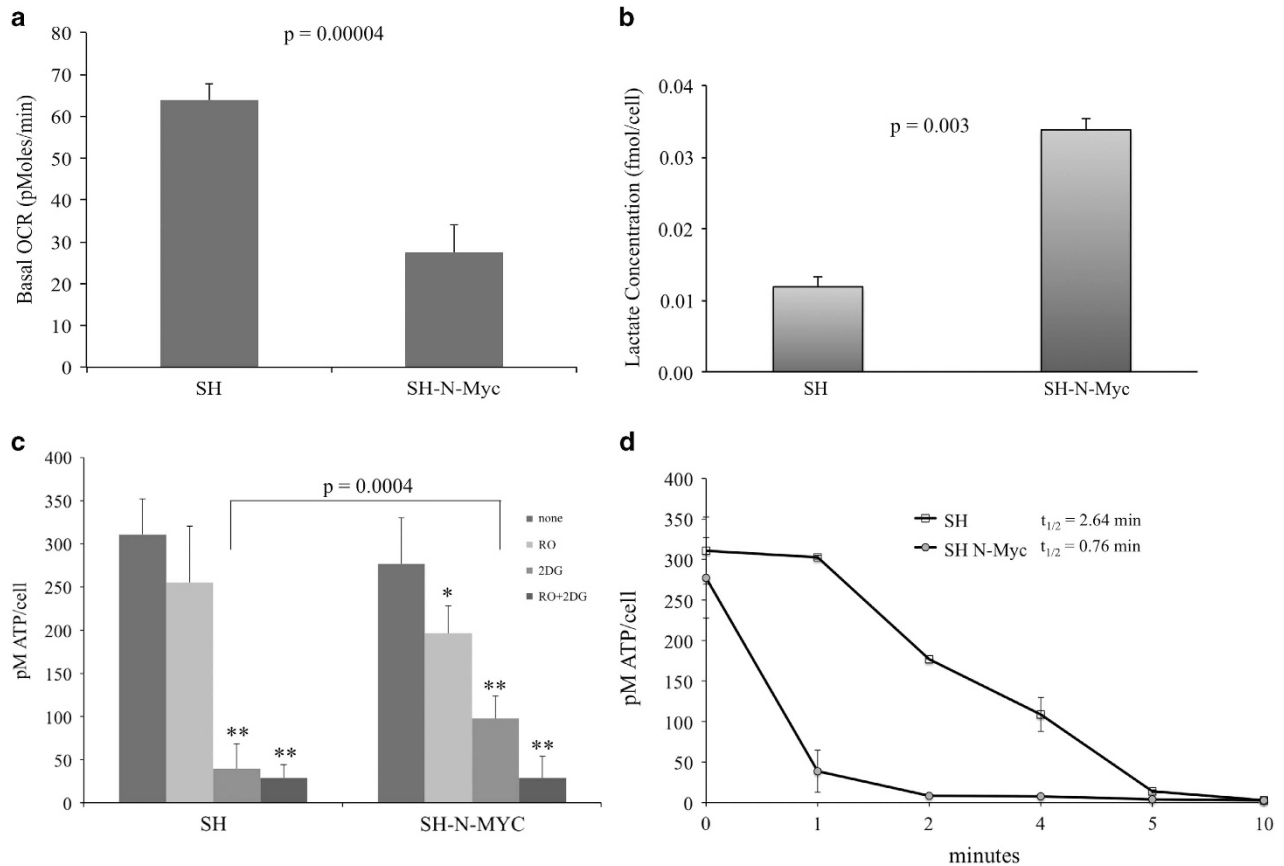 a
p = 0.00004
Basal OCR (pMoles/min)
80
70
60
50
40
30
20
10
0
SH
SH-N-Myc
b
p = 0.003
Lactate Concentration (fmol/cell)
0.04
0.03
0.02
0.01
0.00
SH
SH-N-Myc
c
p = 0.0004
pM ATP/cell
400
350
300
250
200
150
100
50
0
none
RO
2DG
RO+2DG
**
**
*
**
**
SH
SH-N-MYC
d
pM ATP/cell
400
350
300
250
200
150
100
50
0
SH t1/2 = 2.64 min
SH N-Myc t1/2 = 0.76 min
0 1 2 4 5 10
minutes